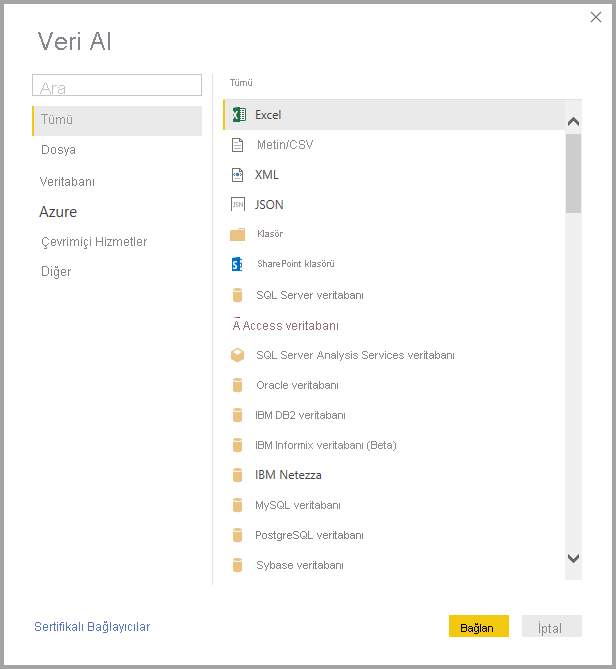 Veri Al
Ara
Tümü
Dosya
Veritabanı
Azure
Çevrimiçi Hizmetler
Diğer
Tümü
Excel
Metin/CSV
XML
JSON
Klasör
SharePoint klasörü
SQL Server veritabanı
A Access veritabanı
SQL Server Analysis Services veritabanı
Oracle veritabanı
IBM DB2 veritabanı
IBM Informix veritabanı (Beta)
IBM Netezza
MySQL veritabanı
PostgreSQL veritabanı
Sybase veritabanı
Sertifikalı Bağlayıcılar
Bağlan
İptal